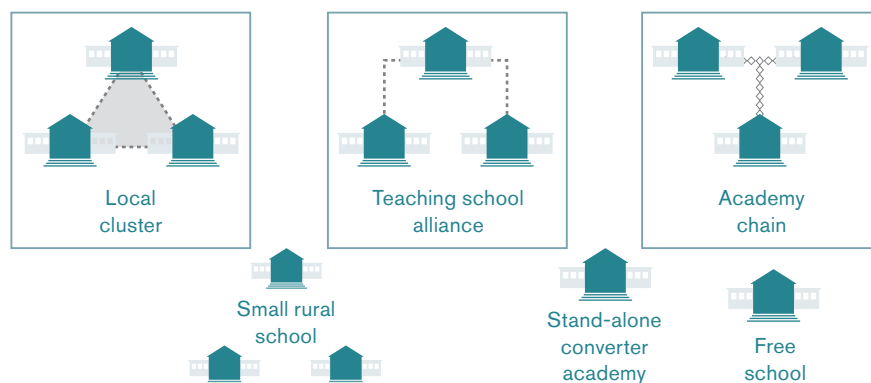 Local
cluster
Teaching school
alliance
Academy
chain
Small rural
school
Stand-alone
converter
academy
Free
school